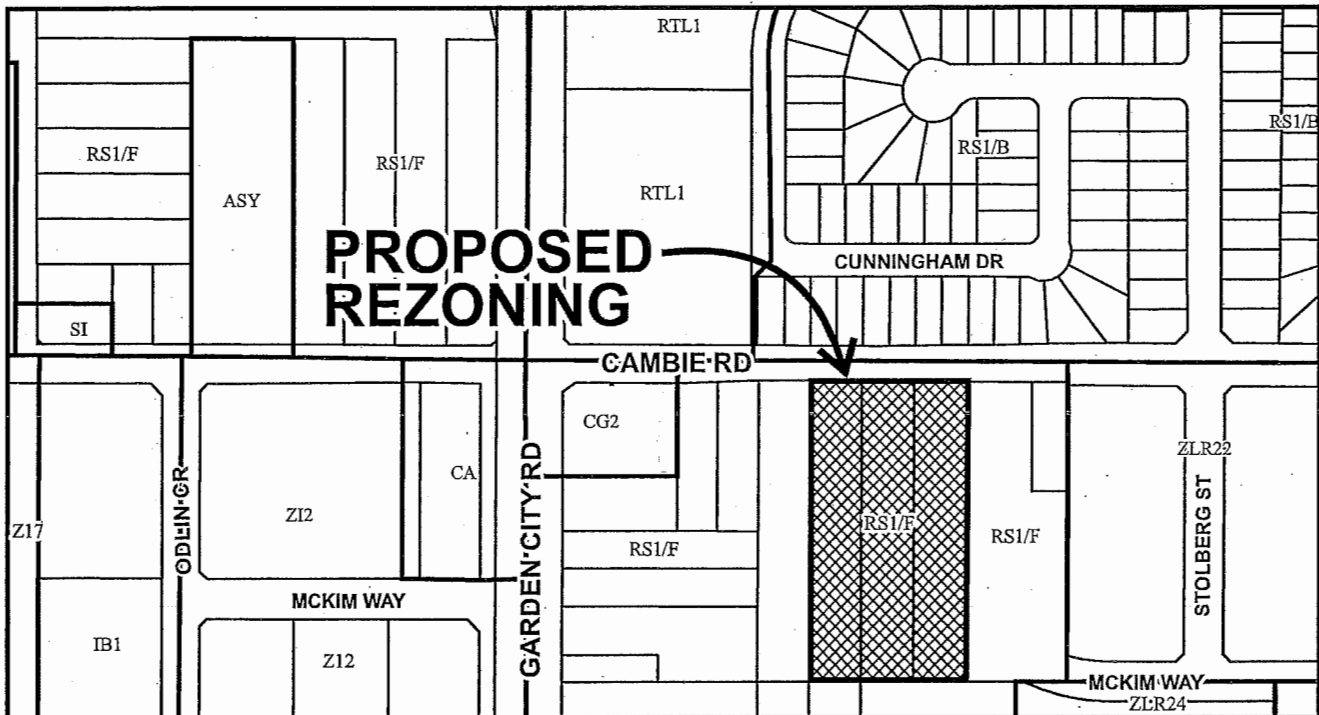 RTL1
RS1/F
RS1/F
RS1/B
RS1/B
ASY
RTL1
PROPOSED
REZONING
CUNNINGHAM DR
SI
CAMBIE RD
CG2
CA
ZLR22
Z17
ODLIN CR
ZI2
GARDEN CITY RD
RS1/F
RS1/F
RS1/F
STOLBERG ST
MCKIM WAY
IB1
Z12
MCKIM WAY
ZLR24